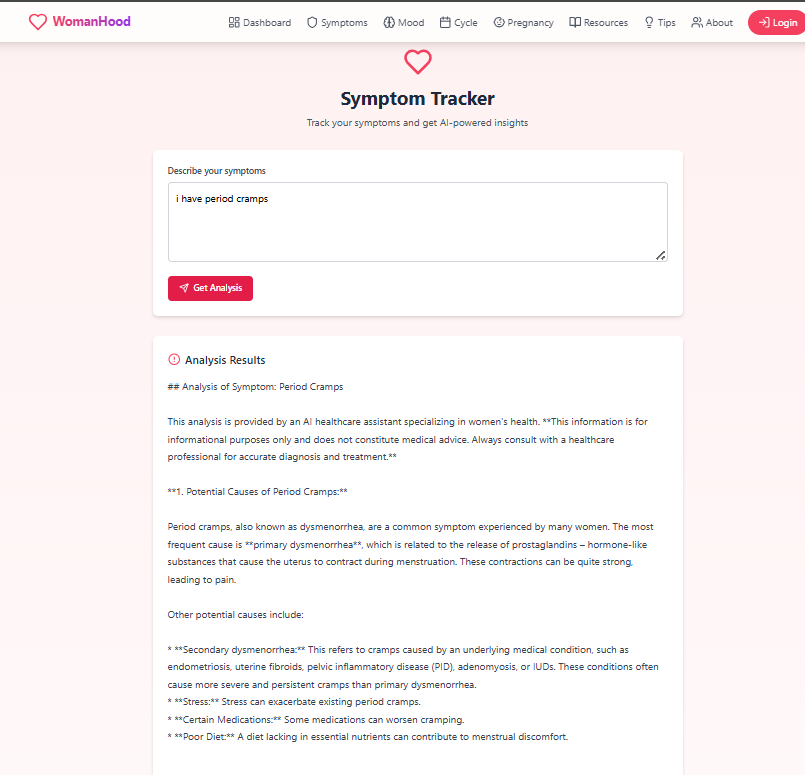 WomanHood Dashboard Symptoms Mood Cycle Pregnancy Resources Tips About Login
Symptom Tracker
Track your symptoms and get AI-powered insights
Describe your symptoms
i have period cramps
Get Analysis
Analysis Results
## Analysis of Symptom: Period Cramps
This analysis is provided by an AI healthcare assistant specializing in women's health. **This information is for
informational purposes only and does not constitute medical advice. Always consult with a healthcare
professional for accurate diagnosis and treatment.**
**1. Potential Causes of Period Cramps:**
Period cramps, also known as dysmenorrhea, are a common symptom experienced by many women. The most
frequent cause is **primary dysmenorrhea**, which is related to the release of prostaglandins – hormone-like
substances that cause the uterus to contract during menstruation. These contractions can be quite strong,
leading to pain.
Other potential causes include:
* **Secondary dysmenorrhea:** This refers to cramps caused by an underlying medical condition, such as
endometriosis, uterine fibroids, pelvic inflammatory disease (PID), adenomyosis, or IUDs. These conditions often
cause more severe and persistent cramps than primary dysmenorrhea.
* **Stress:** Stress can exacerbate existing period cramps.
* **Certain Medications:** Some medications can worsen cramping.
* **Poor Diet:** A diet lacking in essential nutrients can contribute to menstrual discomfort.